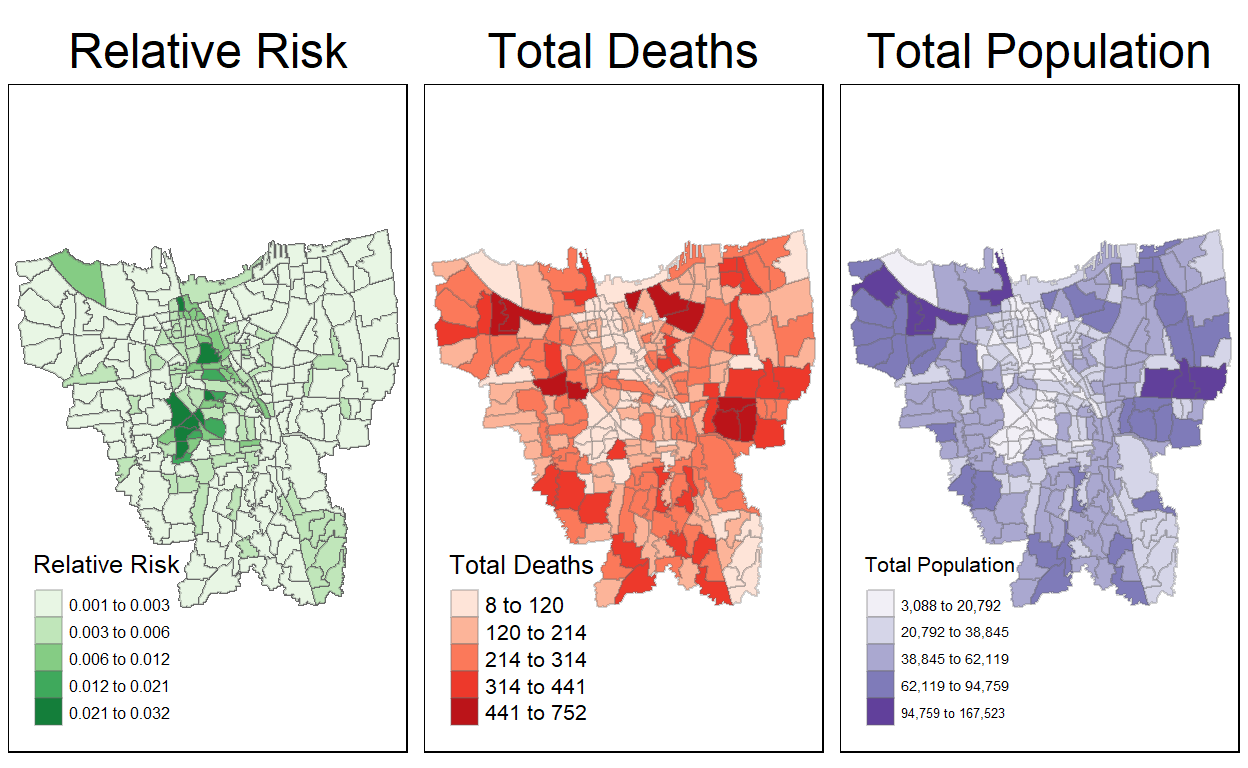 Relative Risk
Total Deaths
Total Population
Relative Risk
0.001 to 0.003
0.003 to 0.006
0.006 to 0.012
0.012 to 0.021
0.021 to 0.032
Total Deaths
8 to 120
120 to 214
214 to 314
314 to 441
441 to 752
Total Population
3,088 to 20,792
20,792 to 38,845
38,845 to 62,119
62,119 to 94,759
94,759 to 167,523